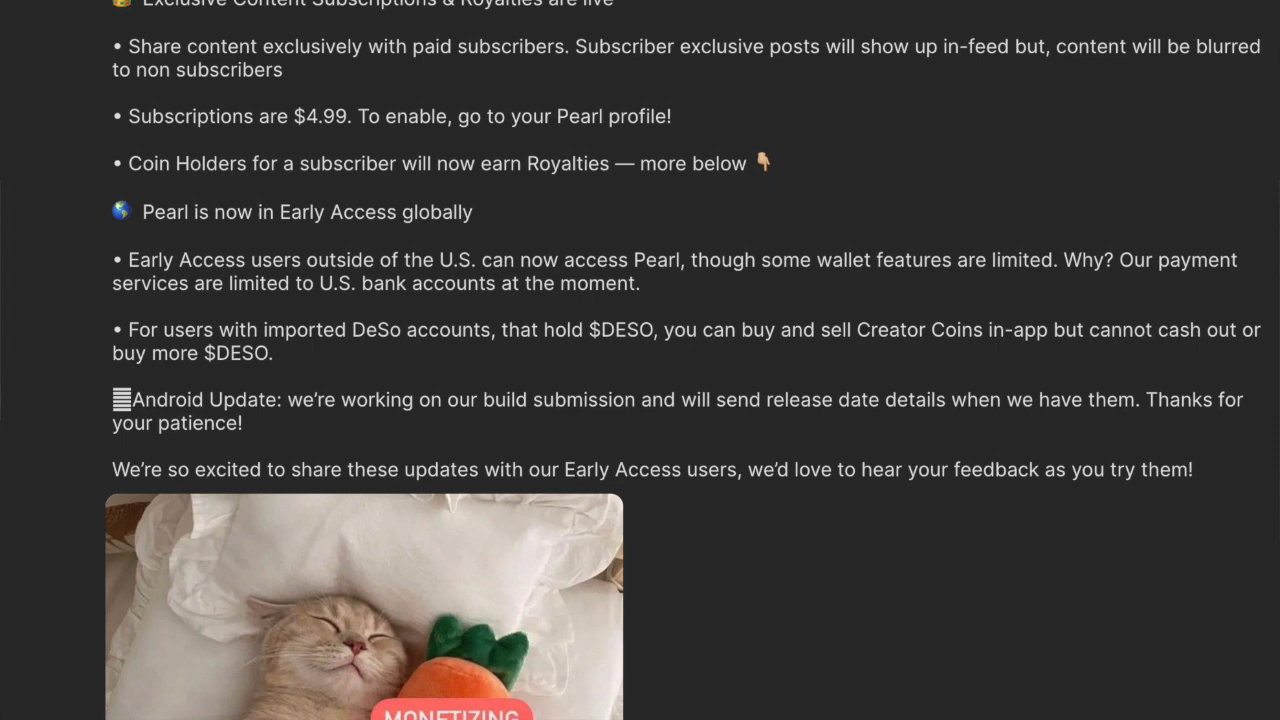 Exclusive Content Subscriptions & Royalties are live
• Share content exclusively with paid subscribers. Subscriber exclusive posts will show up in-feed but, content will be blurred
to non subscribers
• Subscriptions are $4.99. To enable, go to your Pearl profile!
• Coin Holders for a subscriber will now earn Royalties — more below 👇🏼
🌎 Pearl is now in Early Access globally
• Early Access users outside of the U.S. can now access Pearl, though some wallet features are limited. Why? Our payment
services are limited to U.S. bank accounts at the moment.
• For users with imported DeSo accounts, that hold $DESO, you can buy and sell Creator Coins in-app but cannot cash out or
buy more $DESO.
Android Update: we’re working on our build submission and will send release date details when we have them. Thanks for
your patience!
We’re so excited to share these updates with our Early Access users, we’d love to hear your feedback as you try them!
MONETIZING